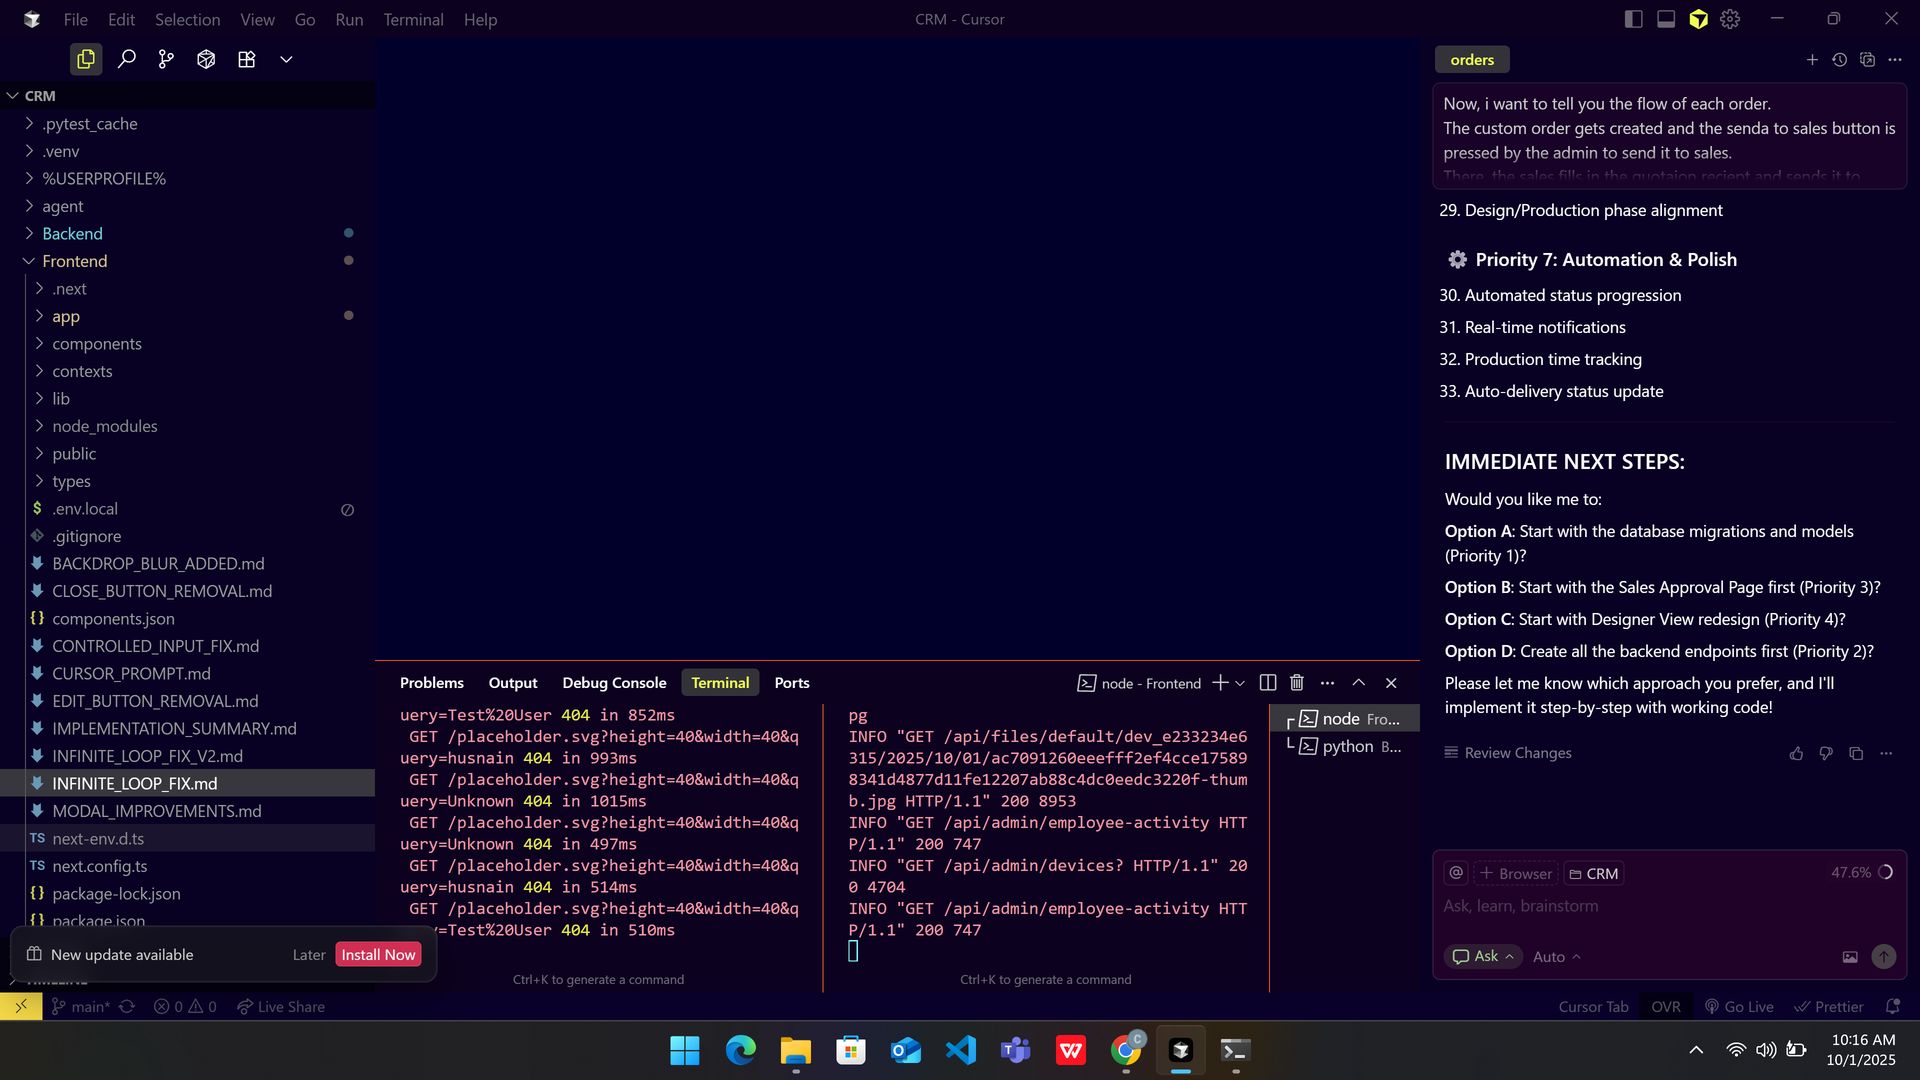 File Edit Selection View Go Run Terminal Help
CRM - Cursor
CRM
.pytest_cache
.venv
%USERPROFILE%
agent
Backend
Frontend
.next
app
components
contexts
lib
node_modules
public
types
$ .env.local
.gitignore
BACKDROP_BLUR_ADDED.md
CLOSE_BUTTON_REMOVAL.md
{} components.json
CONTROLLED_INPUT_FIX.md
CURSOR_PROMPT.md
EDIT_BUTTON_REMOVAL.md
IMPLEMENTATION_SUMMARY.md
INFINITE_LOOP_FIX_V2.md
INFINITE_LOOP_FIX.md
MODAL_IMPROVEMENTS.md
TS next-env.d.ts
TS next.config.ts
{} package-lock.json
{} package.json
New update available Later Install Now
TIMELINE
Problems Output Debug Console Terminal Ports
node - Frontend
uery=Test%20User 404 in 852ms
GET /placeholder.svg?height=40&width=40&q
uery=husnain 404 in 993ms
GET /placeholder.svg?height=40&width=40&q
uery=Unknown 404 in 1015ms
GET /placeholder.svg?height=40&width=40&q
uery=Unknown 404 in 497ms
GET /placeholder.svg?height=40&width=40&q
uery=husnain 404 in 514ms
GET /placeholder.svg?height=40&width=40&q
y=Test%20User 404 in 510ms
Ctrl+K to generate a command
pg
INFO "GET /api/files/default/dev_e233234e6
315/2025/10/01/ac7091260eeefff2ef4cce17589
8341d4877d11fe12207ab88c4dc0eedc3220f-thum
b.jpg HTTP/1.1" 200 8953
INFO "GET /api/admin/employee-activity HTT
P/1.1" 200 747
INFO "GET /api/admin/devices? HTTP/1.1" 20
0 4704
INFO "GET /api/admin/employee-activity HTT
P/1.1" 200 747
Ctrl+K to generate a command
node Fro...
python B...
orders
Now, i want to tell you the flow of each order.
The custom order gets created and the senda to sales button is
pressed by the admin to send it to sales.
There, the sales fills in the quotaion recient and sends it to
29. Design/Production phase alignment
Priority 7: Automation & Polish
30. Automated status progression
31. Real-time notifications
32. Production time tracking
33. Auto-delivery status update
IMMEDIATE NEXT STEPS:
Would you like me to:
Option A: Start with the database migrations and models
(Priority 1)?
Option B: Start with the Sales Approval Page first (Priority 3)?
Option C: Start with Designer View redesign (Priority 4)?
Option D: Create all the backend endpoints first (Priority 2)?
Please let me know which approach you prefer, and I'll
implement it step-by-step with working code!
Review Changes
@ + Browser CRM 47.6%
Ask, learn, brainstorm
Ask Auto
main* 0 0 Live Share
Cursor Tab OVR Go Live Prettier
C
10:16 AM
10/1/2025